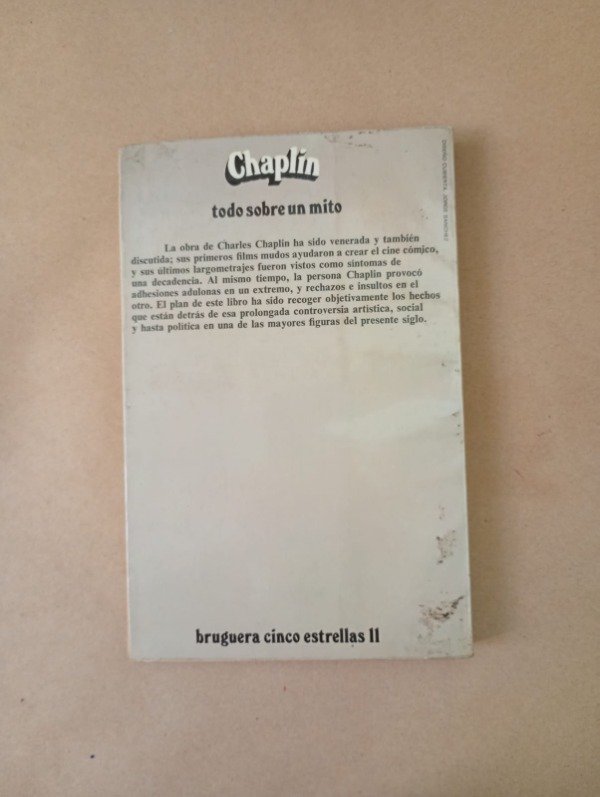 Chaplin
todo sobre un mito
La obra de Charles Chaplin ha sido venerada y también
discutida; sus primeros films mudos ayudaron a crear el cine cómico,
y sus últimos largometrajes fueron vistos como síntomas de
una decadencia. Al mismo tiempo, la persona Chaplin provocó
adhesiones adulonas en un extremo, y rechazos e insultos en el
otro. El plan de este libro ha sido recoger objetivamente los hechos
que están detrás de esa prolongada controversia artística, social
y hasta política en una de las mayores figuras del presente siglo.
bruguera cinco estrellas 11
DISEÑO CUBIERTA: JORGE SANCHEZ